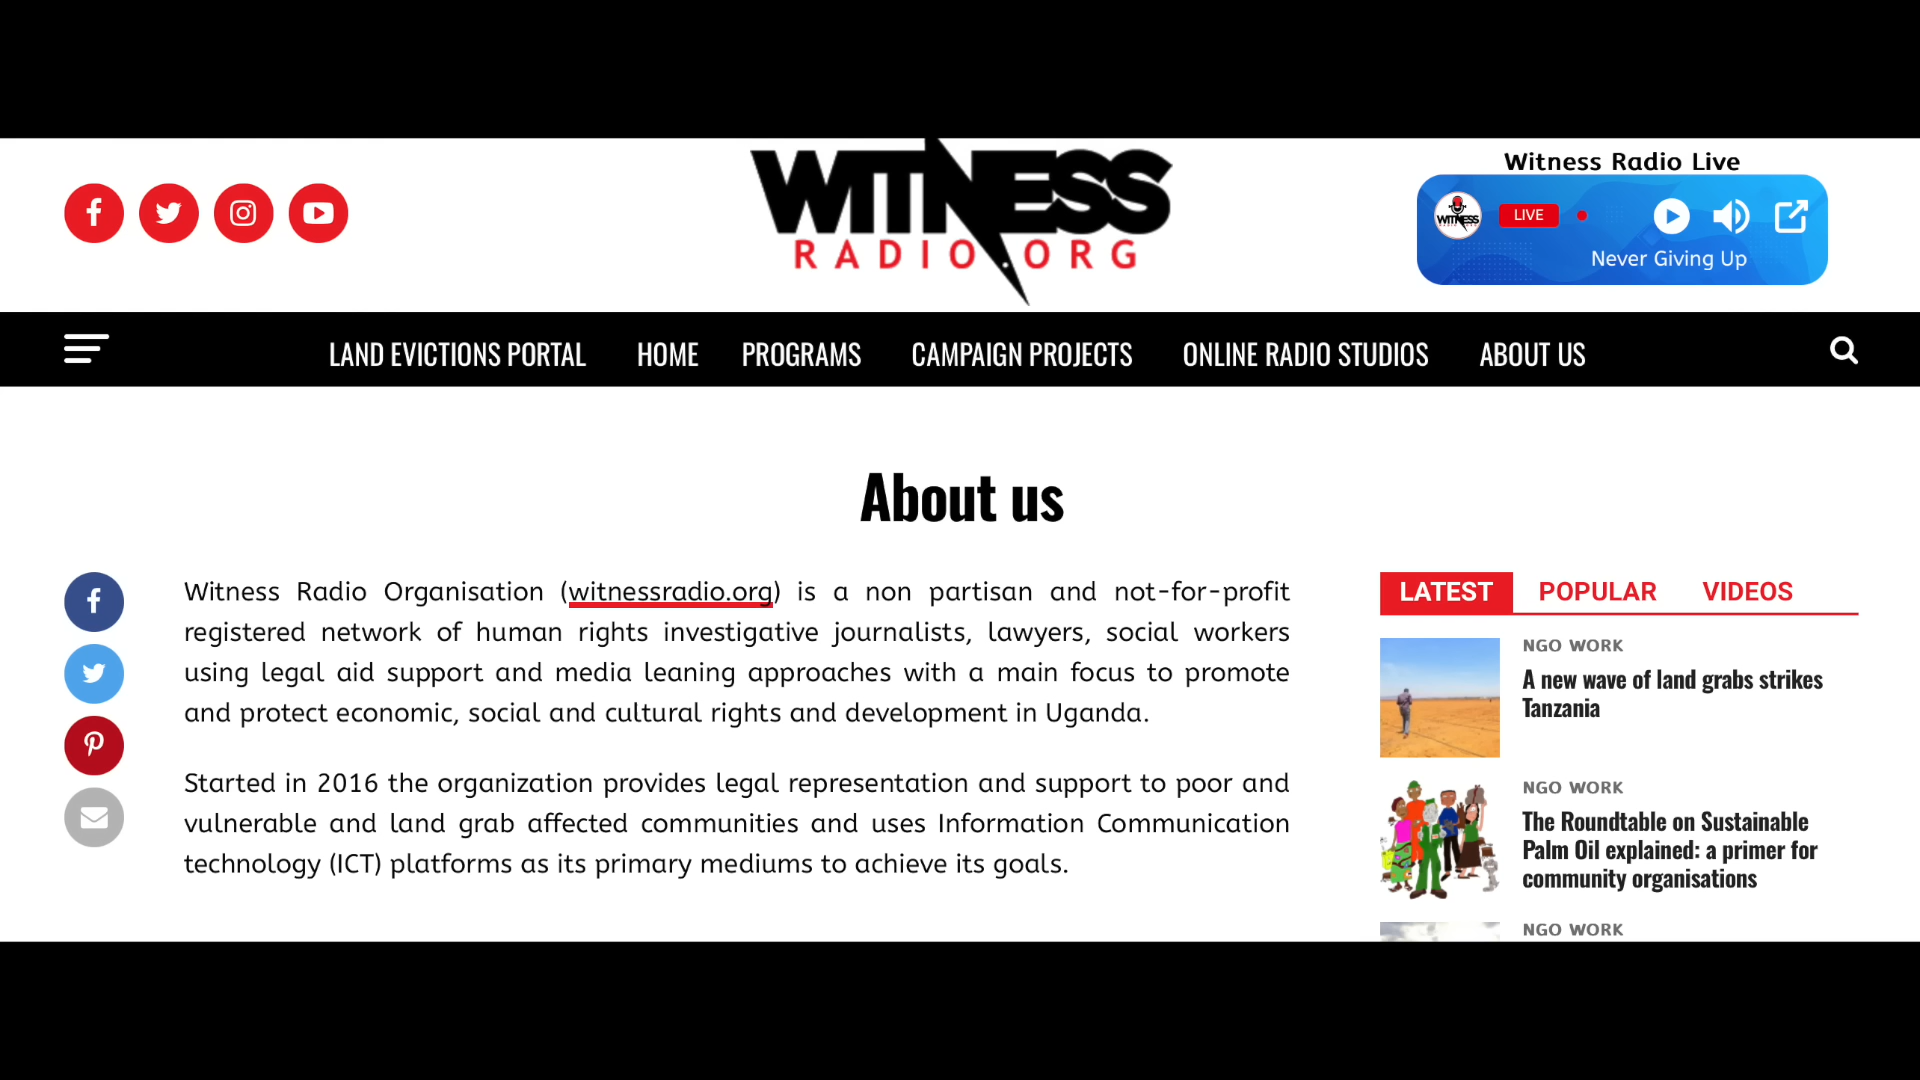 WITNESS
RADIO.ORG
Witness Radio Live
WITNESS
LIVE
Never Giving Up
LAND EVICTIONS PORTAL
HOME
PROGRAMS
CAMPAIGN PROJECTS
ONLINE RADIO STUDIOS
ABOUT US
About us
Witness Radio Organisation (witnessradio.org) is a non partisan and not-for-profit
registered network of human rights investigative journalists, lawyers, social workers
using legal aid support and media leaning approaches with a main focus to promote
and protect economic, social and cultural rights and development in Uganda.
Started in 2016 the organization provides legal representation and support to poor and
vulnerable and land grab affected communities and uses Information Communication
technology (ICT) platforms as its primary mediums to achieve its goals.
LATEST
POPULAR
VIDEOS
NGO WORK
A new wave of land grabs strikes
Tanzania
NGO WORK
The Roundtable on Sustainable
Palm Oil explained: a primer for
community organisations
NGO WORK